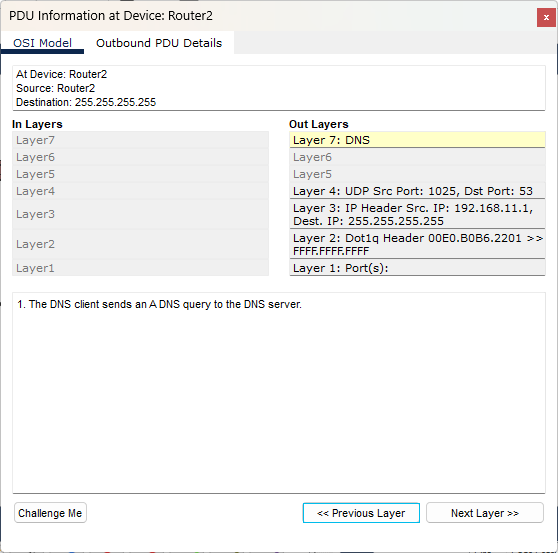 PDU Information at Device: Router2
x
OSI Model
Outbound PDU Details
At Device: Router2
Source: Router2
Destination: 255.255.255.255
In Layers
Layer7
Layer6
Layer5
Layer4
Layer3
Layer2
Layer1
Out Layers
Layer 7: DNS
Layer6
Layer5
Layer 4: UDP Src Port: 1025, Dst Port: 53
Layer 3: IP Header Src. IP: 192.168.11.1,
Dest. IP: 255.255.255.255
Layer 2: Dot1q Header 00E0.B0B6.2201 >>
FFFF.FFFF.FFFF
Layer 1: Port(s):
1. The DNS client sends an A DNS query to the DNS server.
Challenge Me
<< Previous Layer
Next Layer >>